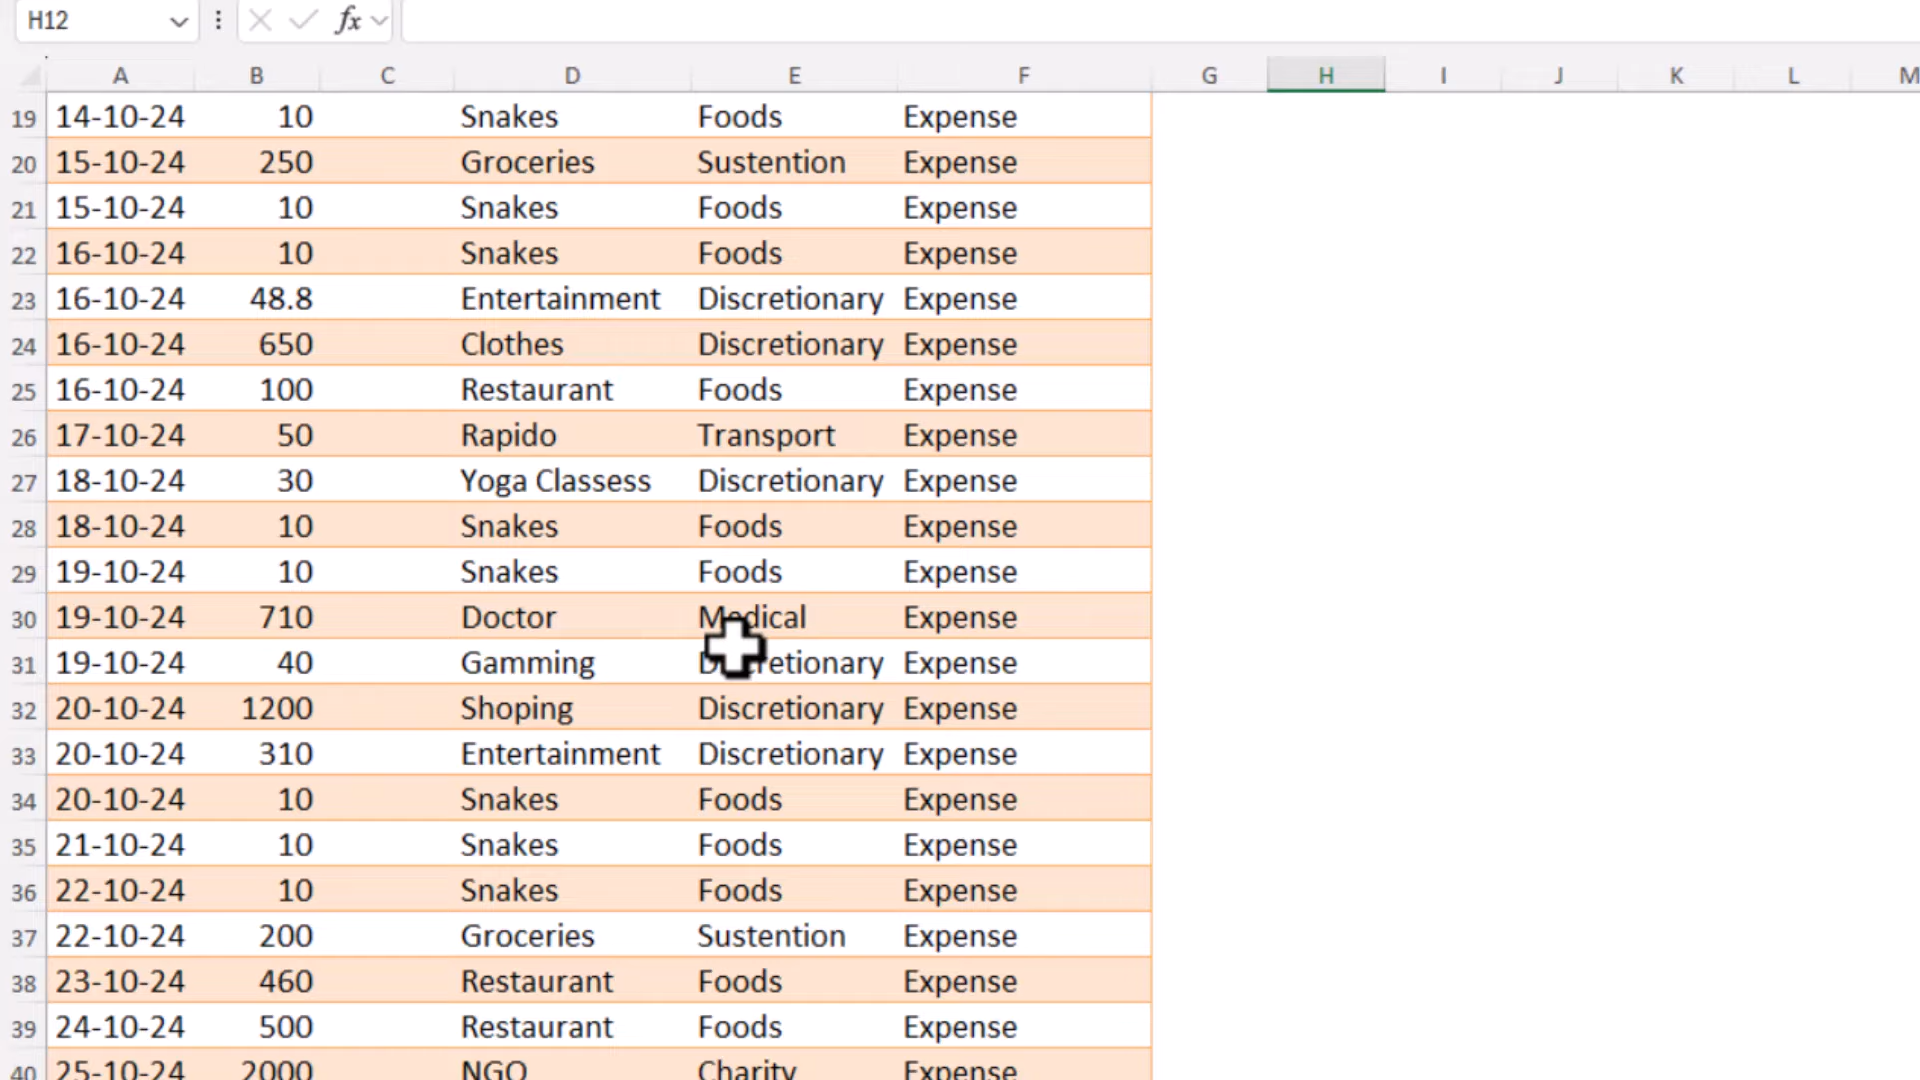 H12 fx
A B C D E F G H I J K L M
19 14-10-24 10 Snakes Foods Expense
20 15-10-24 250 Groceries Sustention Expense
21 15-10-24 10 Snakes Foods Expense
22 16-10-24 10 Snakes Foods Expense
23 16-10-24 48.8 Entertainment Discretionary Expense
24 16-10-24 650 Clothes Discretionary Expense
25 16-10-24 100 Restaurant Foods Expense
26 17-10-24 50 Rapido Transport Expense
27 18-10-24 30 Yoga Classess Discretionary Expense
28 18-10-24 10 Snakes Foods Expense
29 19-10-24 10 Snakes Foods Expense
30 19-10-24 710 Doctor Medical Expense
31 19-10-24 40 Gamming Discretionary Expense
32 20-10-24 1200 Shoping Discretionary Expense
33 20-10-24 310 Entertainment Discretionary Expense
34 20-10-24 10 Snakes Foods Expense
35 21-10-24 10 Snakes Foods Expense
36 22-10-24 10 Snakes Foods Expense
37 22-10-24 200 Groceries Sustention Expense
38 23-10-24 460 Restaurant Foods Expense
39 24-10-24 500 Restaurant Foods Expense
40 25-10-24 2000 NGO Charity Expense